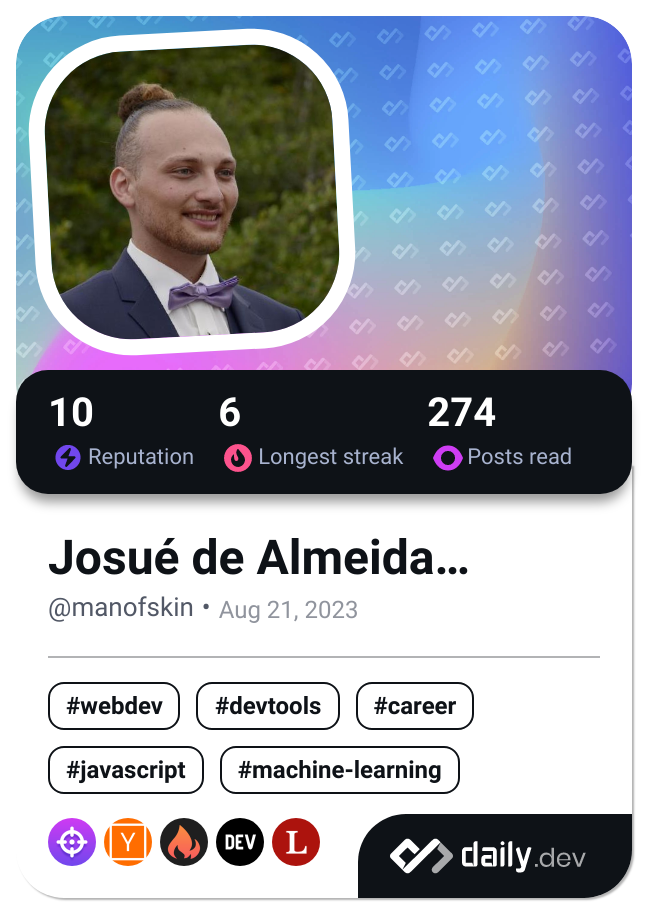 10 6 274
Reputation Longest streak Posts read
Josué de Almeida…
@manofskin • Aug 21, 2023
#webdev #devtools #career
#javascript #machine-learning
Y DEV L daily.dev